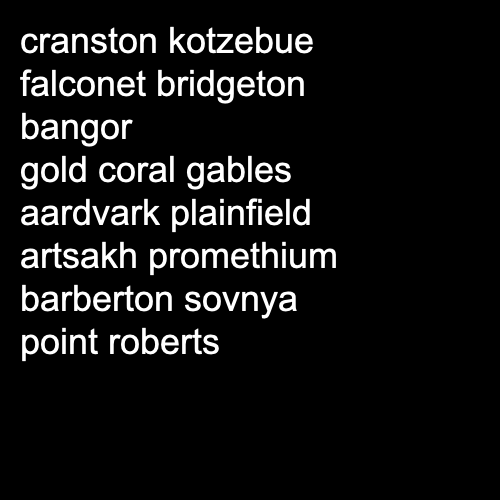 cranston kotzebue
falconet bridgeton
bangor
gold coral gables
aardvark plainfield
artsakh promethium
barberton sovnya
point roberts